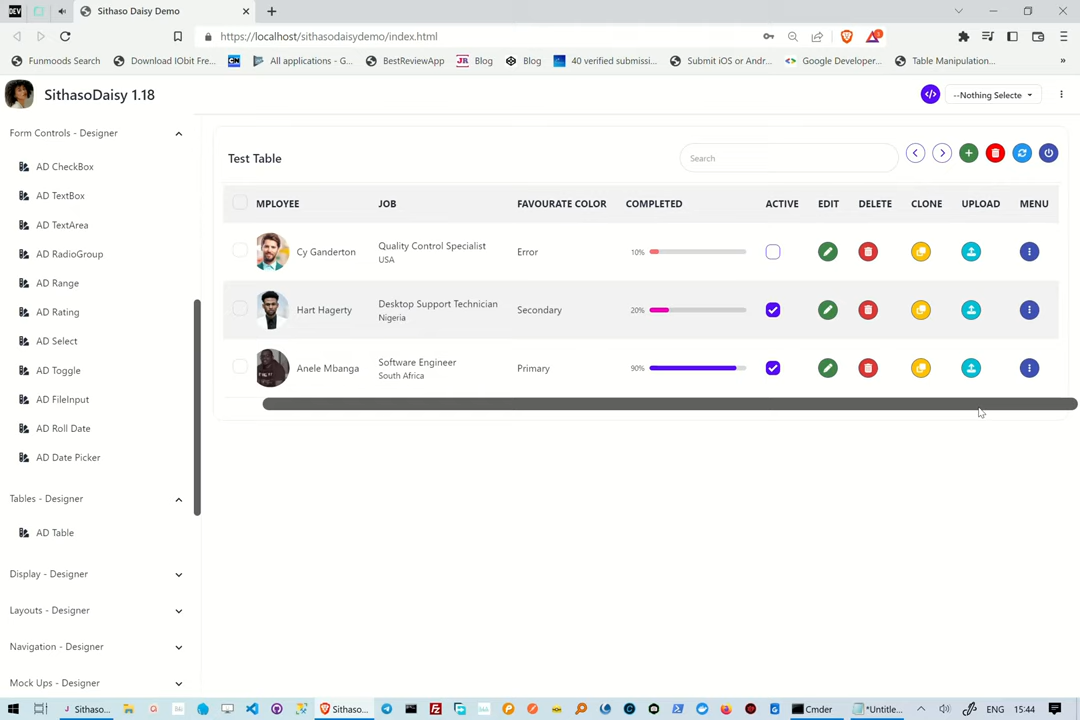 DEV
Sithaso Daisy Demo
https://localhost/sithasodaisydemo/index.html
Funmoods Search
Download IObit Fre...
All applications - G...
BestReviewApp
JR Blog
Blog
40 verified submissi...
Submit iOS or Andr...
Google Developer...
Table Manipulation...
»
SithasoDaisy 1.18
--Nothing Selecte
Form Controls - Designer
AD CheckBox
AD TextBox
AD TextArea
AD RadioGroup
AD Range
AD Rating
AD Select
AD Toggle
AD FileInput
AD Roll Date
AD Date Picker
Tables - Designer
AD Table
Display - Designer
Layouts - Designer
Navigation - Designer
Mock Ups - Designer
Test Table
Search
MPLOYEE JOB FAVOURATE COLOR COMPLETED ACTIVE EDIT DELETE CLONE UPLOAD MENU
Cy Ganderton Quality Control Specialist USA Error 10%
Hart Hagerty Desktop Support Technician Nigeria Secondary 20%
Anele Mbanga Software Engineer South Africa Primary 90%
Sithaso...
Sithaso...
Cmder
*Untitle...
ENG
15:44